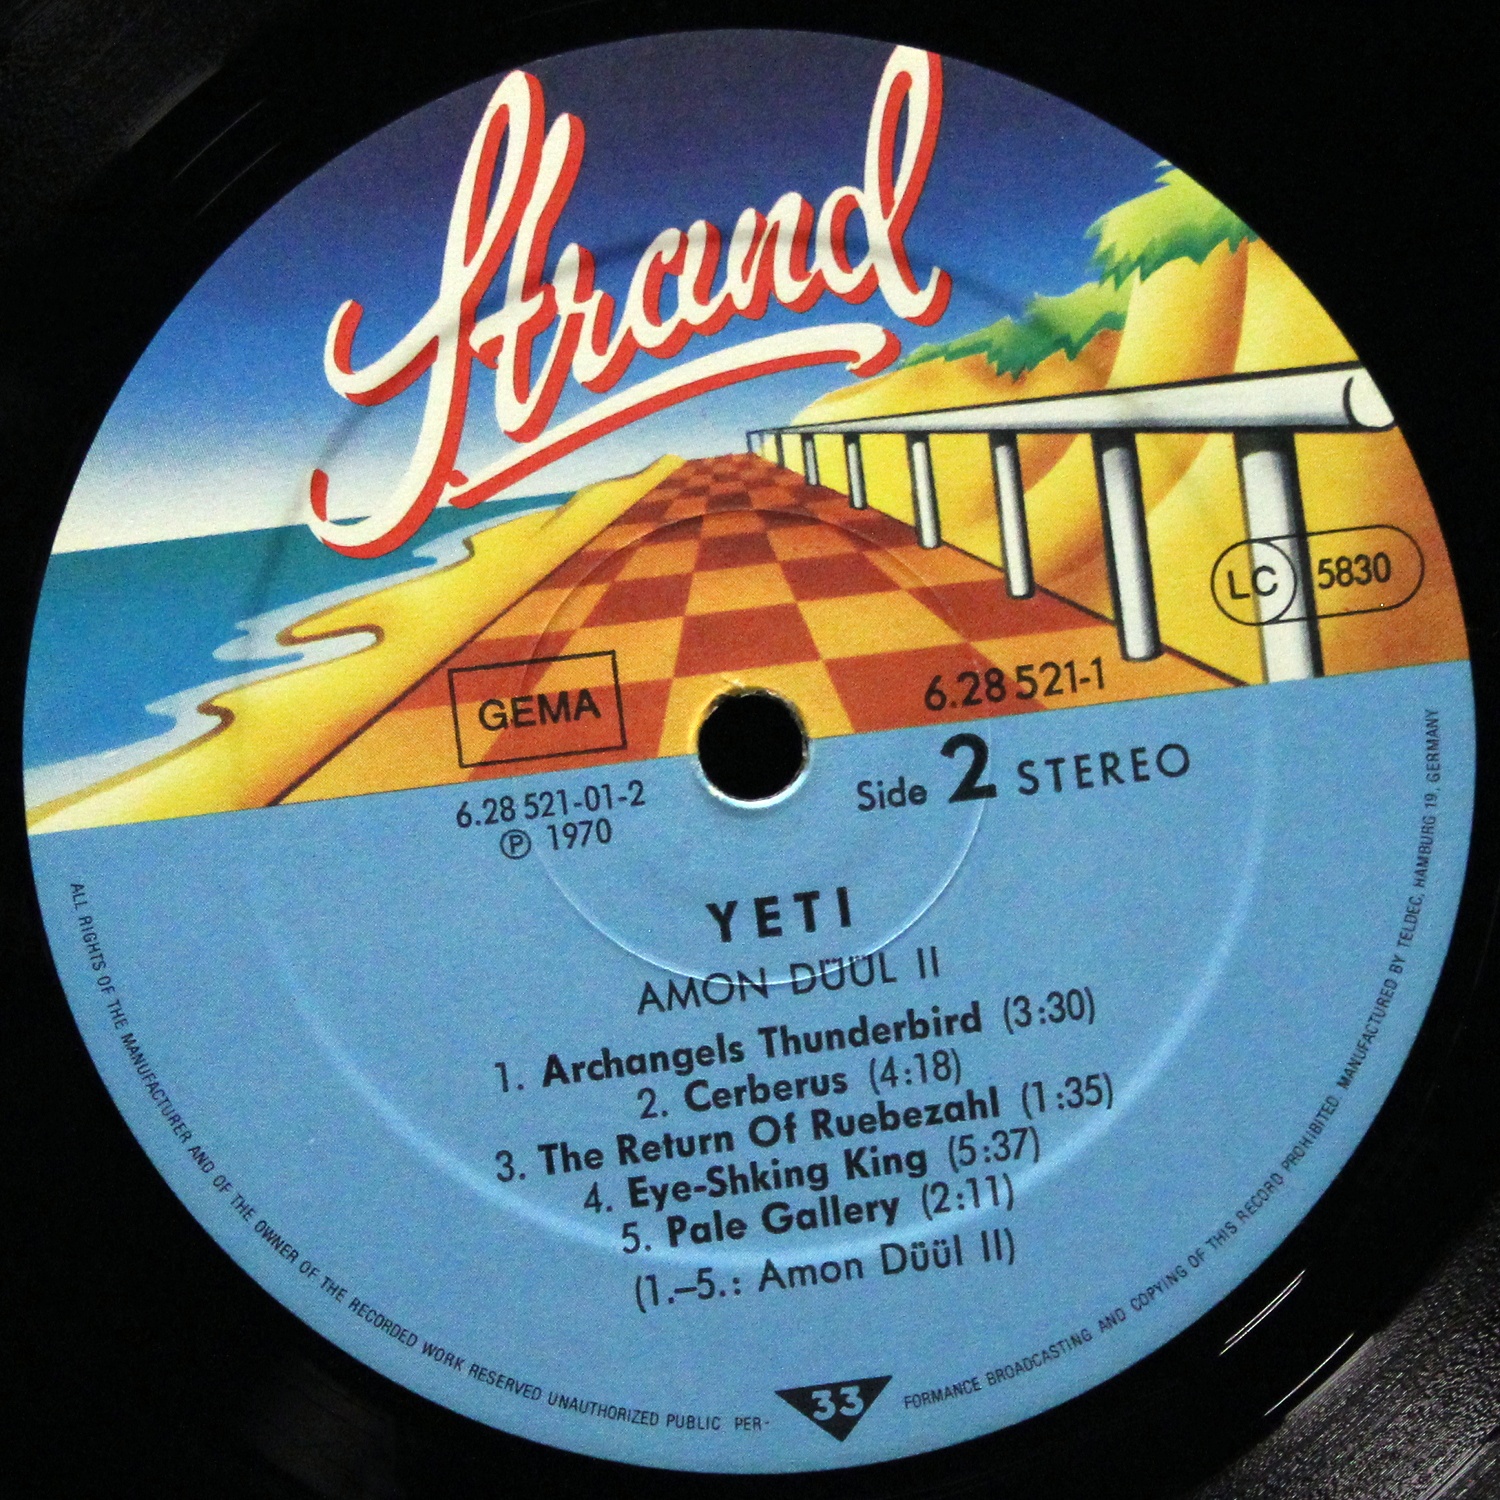 Strand
LC 5830
GEMA
6.28 521-1
6.28 521-01-2
Ⓟ 1970
Side 2 STEREO
YETI
AMON DÜÜL II
1. Archangels Thunderbird (3:30)
2. Cerberus (4:18)
3. The Return Of Ruebezahl (1:35)
4. Eye-Shking King (5:37)
5. Pale Gallery (2:11)
(1.–5.: Amon Düül II)
ALL RIGHTS OF THE MANUFACTURER AND OF THE OWNER OF THE RECORDED WORK RESERVED UNAUTHORIZED PUBLIC PER-
33
FORMANCE BROADCASTING AND COPYING OF THIS RECORD PROHIBITED MANUFACTURED BY TELDEC, HAMBURG 19, GERMANY